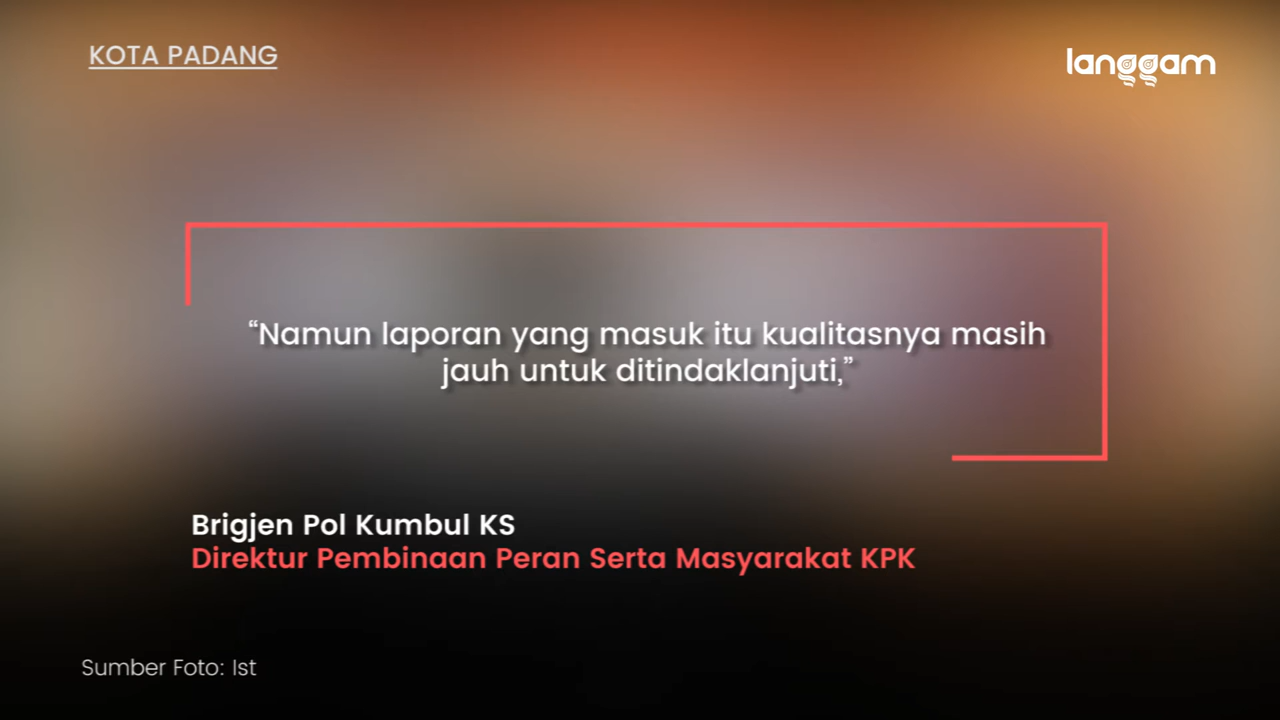 KOTA PADANG
langgam
“Namun laporan yang masuk itu kualitasnya masih
jauh untuk ditindaklanjuti,”
Brigjen Pol Kumbul KS
Direktur Pembinaan Peran Serta Masyarakat KPK
Sumber Foto: Ist